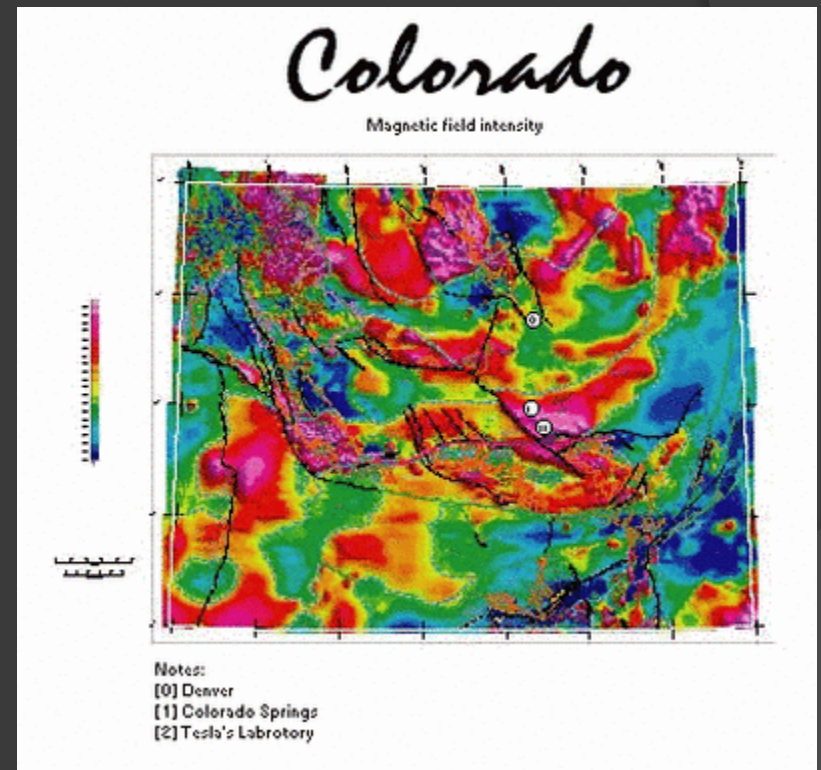 Colorado
Magnetic field intensity
Notes:
[0] Denver
[1] Colorado Springs
[2] Tesla's Labrotory